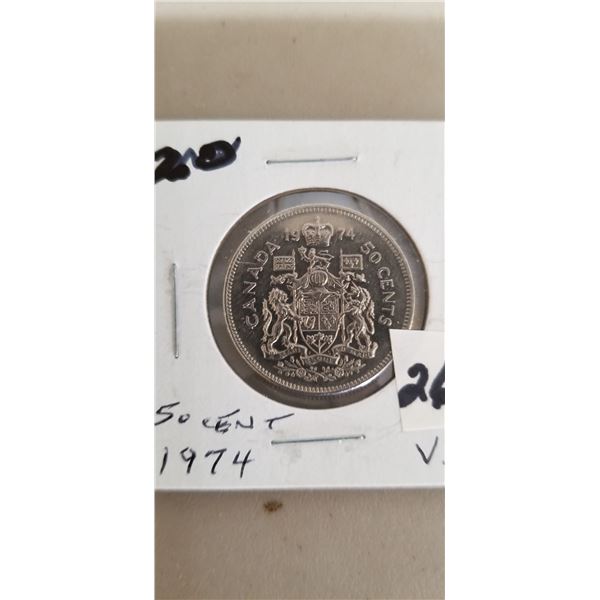 1974
CANADA
50 CENTS
50 CENT
1974
V.